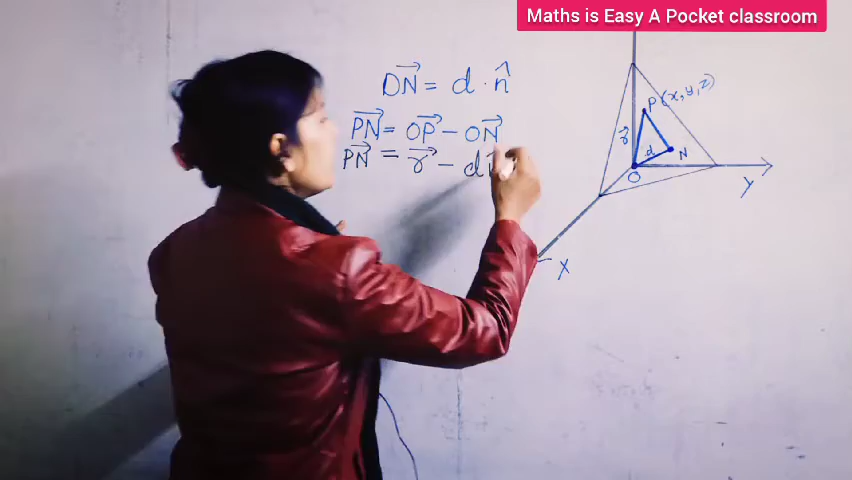 Maths is Easy A Pocket classroom
ON⃗ = d · n̂
PN⃗ = OP⃗ − ON⃗
PN⃗ = r⃗ − d
P(x, y, z)
r⃗
d
N
O
Y
X